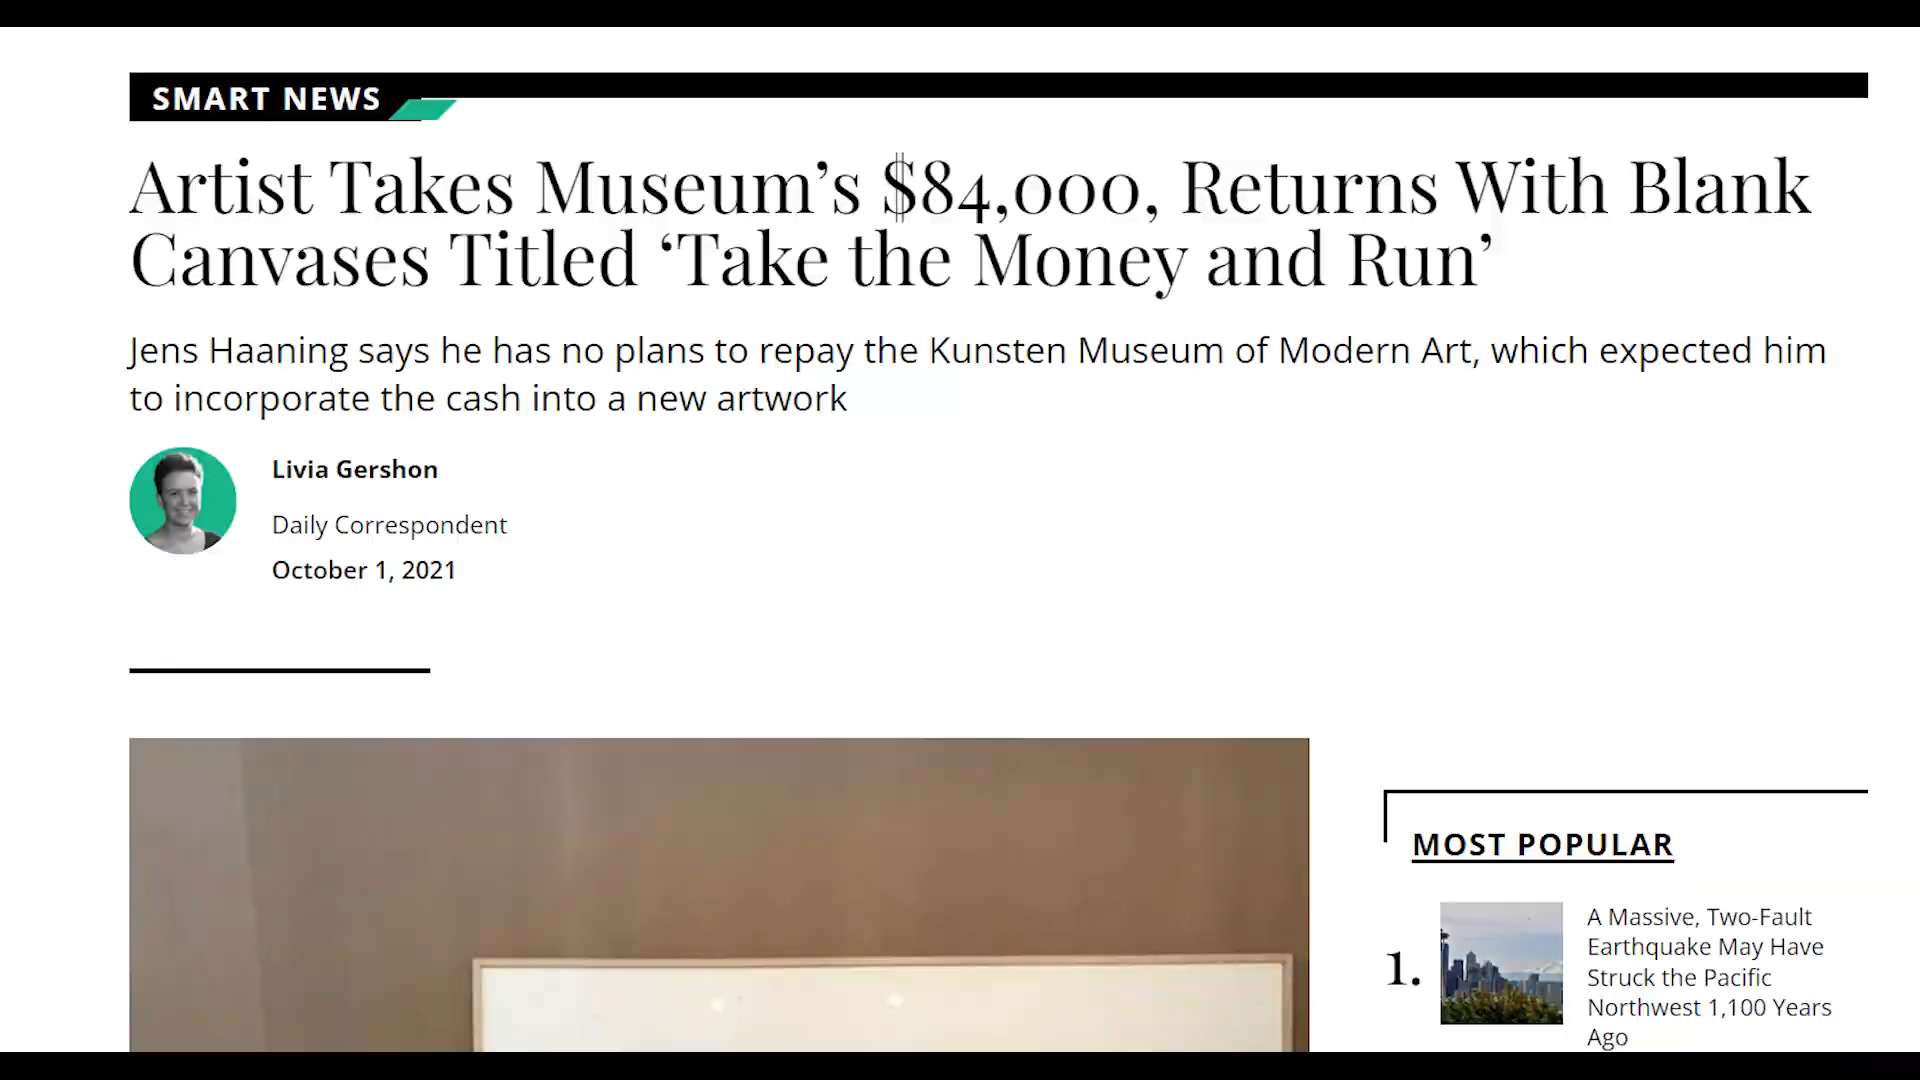 SMART NEWS
Artist Takes Museum’s $84,000, Returns With Blank
Canvases Titled ‘Take the Money and Run’
Jens Haaning says he has no plans to repay the Kunsten Museum of Modern Art, which expected him
to incorporate the cash into a new artwork
Livia Gershon
Daily Correspondent
October 1, 2021
MOST POPULAR
1.
A Massive, Two-Fault
Earthquake May Have
Struck the Pacific
Northwest 1,100 Years
Ago